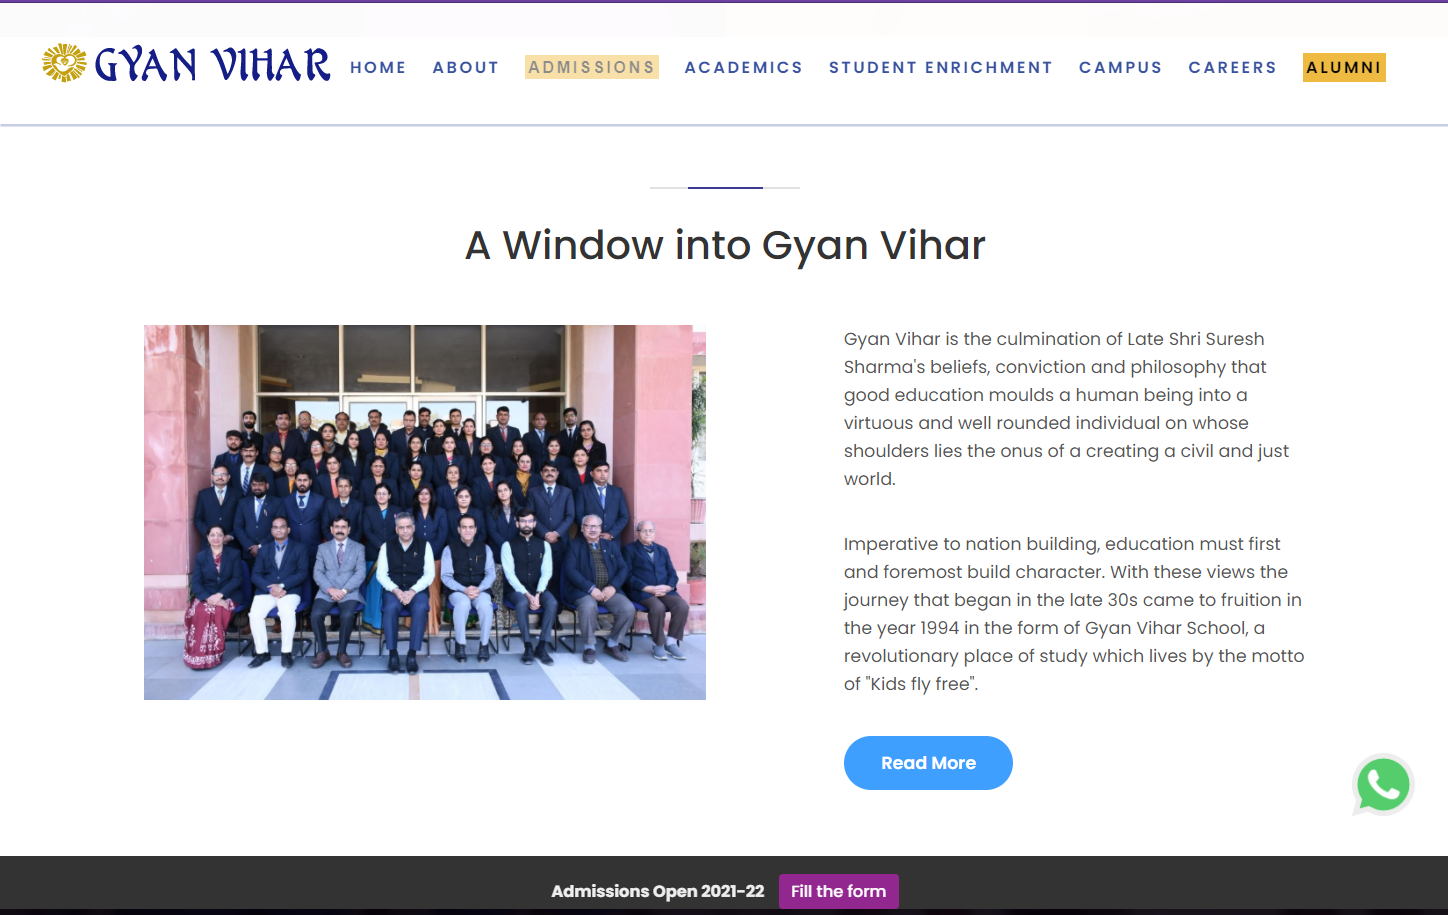 GYAN VIHAR
HOME ABOUT ADMISSIONS ACADEMICS STUDENT ENRICHMENT CAMPUS CAREERS ALUMNI
A Window into Gyan Vihar
Gyan Vihar is the culmination of Late Shri Suresh
Sharma's beliefs, conviction and philosophy that
good education moulds a human being into a
virtuous and well rounded individual on whose
shoulders lies the onus of a creating a civil and just
world.
Imperative to nation building, education must first
and foremost build character. With these views the
journey that began in the late 30s came to fruition in
the year 1994 in the form of Gyan Vihar School, a
revolutionary place of study which lives by the motto
of "Kids fly free".
Read More
Admissions Open 2021-22 Fill the form